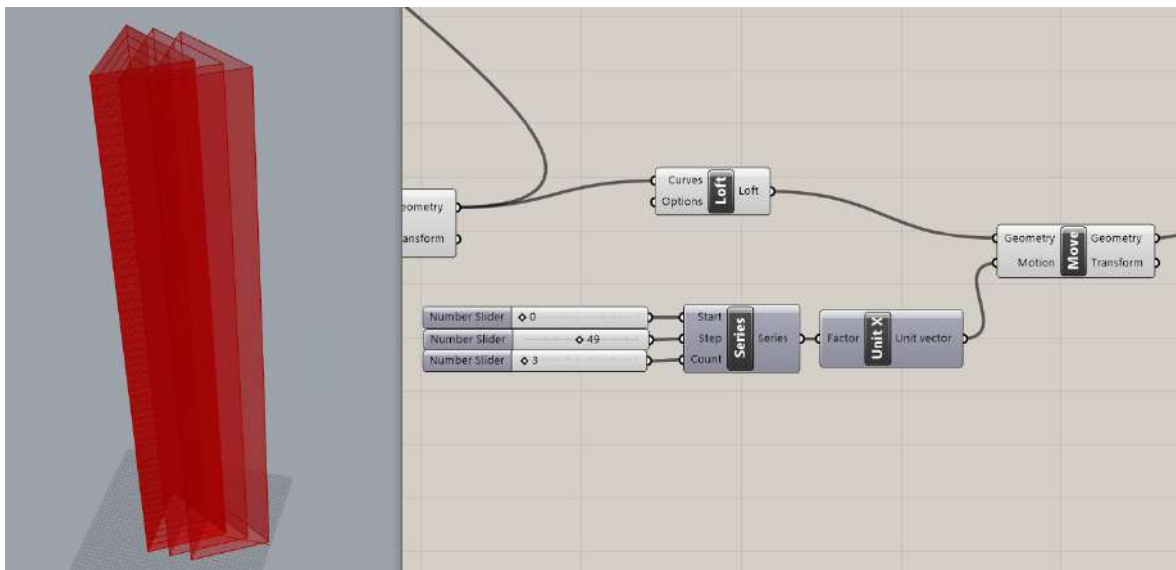 Curves
Loft
Loft
Options
eometry
ransform
Geometry
Move
Geometry
Motion
Transform
Number Slider 0
Number Slider 49
Number Slider 3
Start
Step
Count
Series
Series
Factor
Unit X
Unit vector